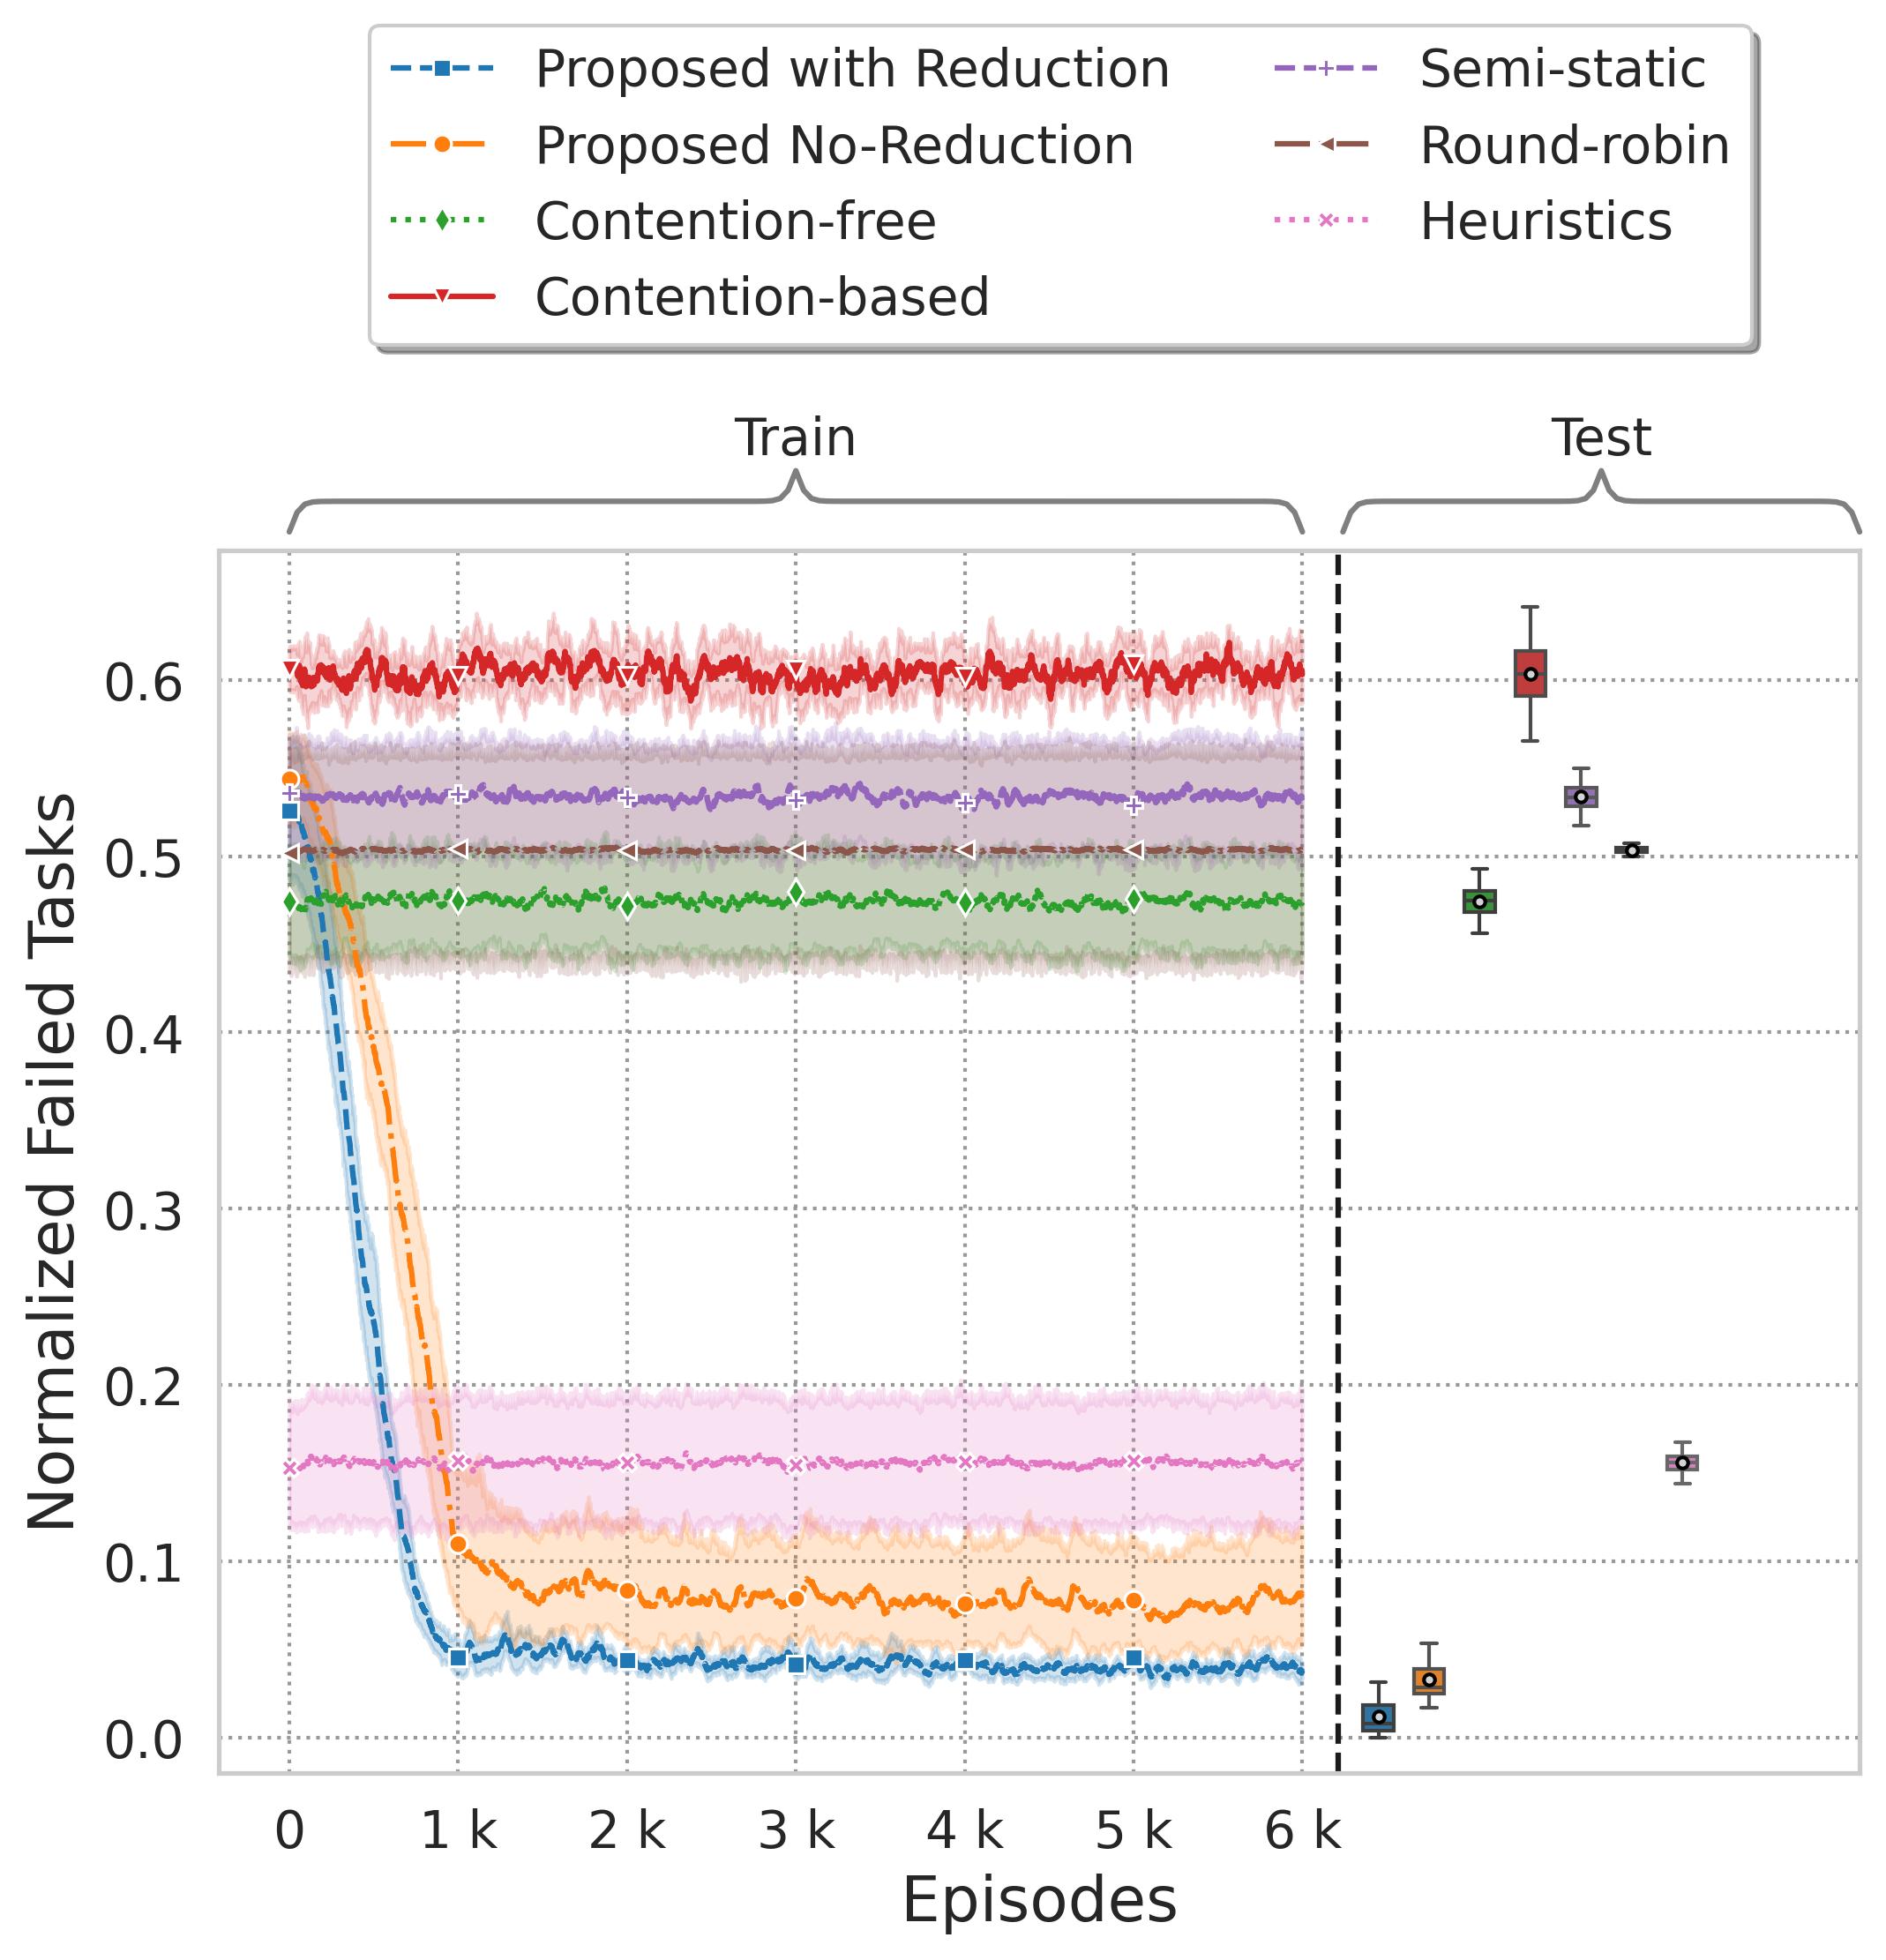 Proposed with Reduction
Proposed No-Reduction
Contention-free
Contention-based
Semi-static
Round-robin
Heuristics
Train
Test
Normalized Failed Tasks
0.6
0.5
0.4
0.3
0.2
0.1
0.0
0
1 k
2 k
3 k
4 k
5 k
6 k
Episodes